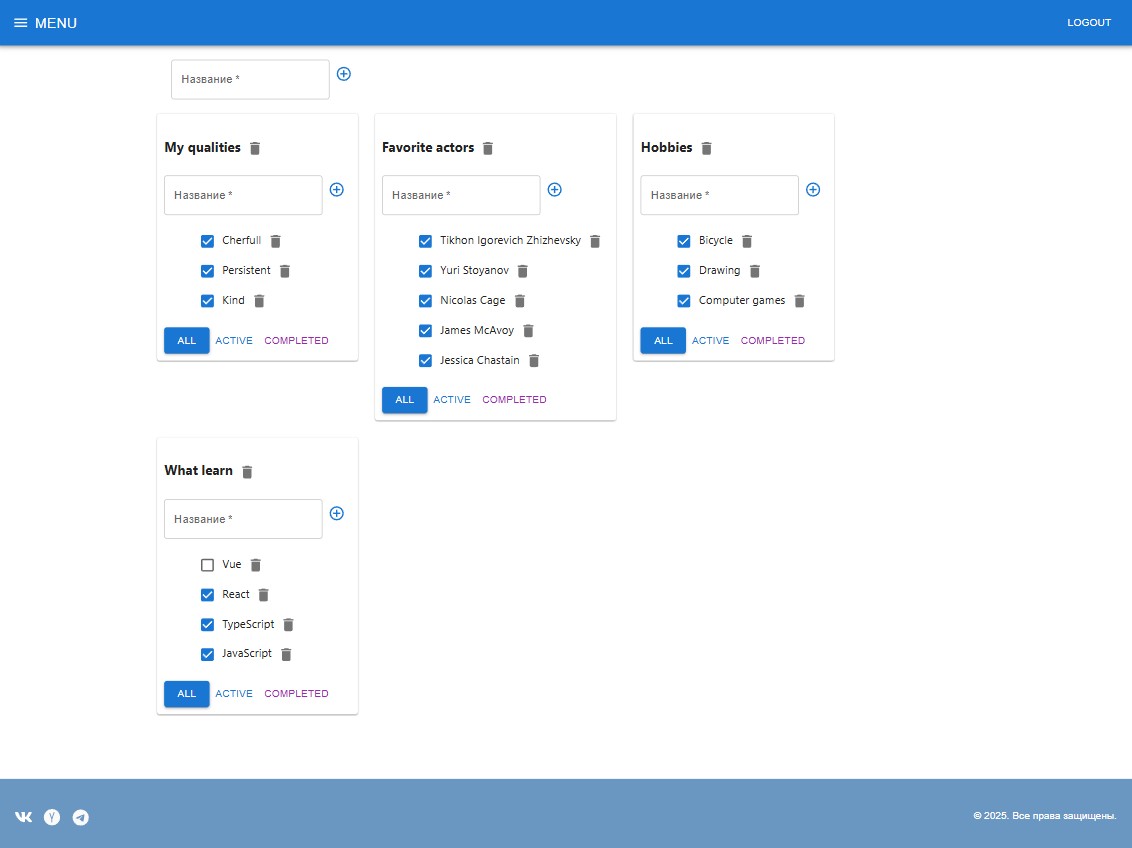 MENU
LOGOUT
Название *
My qualities
Название *
Cherfull
Persistent
Kind
ALL ACTIVE COMPLETED
Favorite actors
Название *
Tikhon Igorevich Zhizhevsky
Yuri Stoyanov
Nicolas Cage
James McAvoy
Jessica Chastain
ALL ACTIVE COMPLETED
Hobbies
Название *
Bicycle
Drawing
Computer games
ALL ACTIVE COMPLETED
What learn
Название *
Vue
React
TypeScript
JavaScript
ALL ACTIVE COMPLETED
© 2025. Все права защищены.